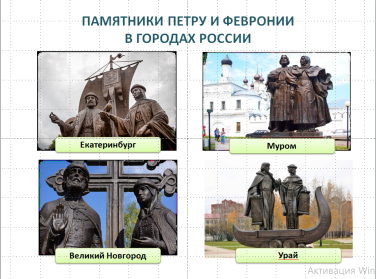 ПАМЯТНИКИ ПЕТРУ И ФЕВРОНИИ
В ГОРОДАХ РОССИИ
Екатеринбург
Муром
Великий Новгород
Урай
Активация Win